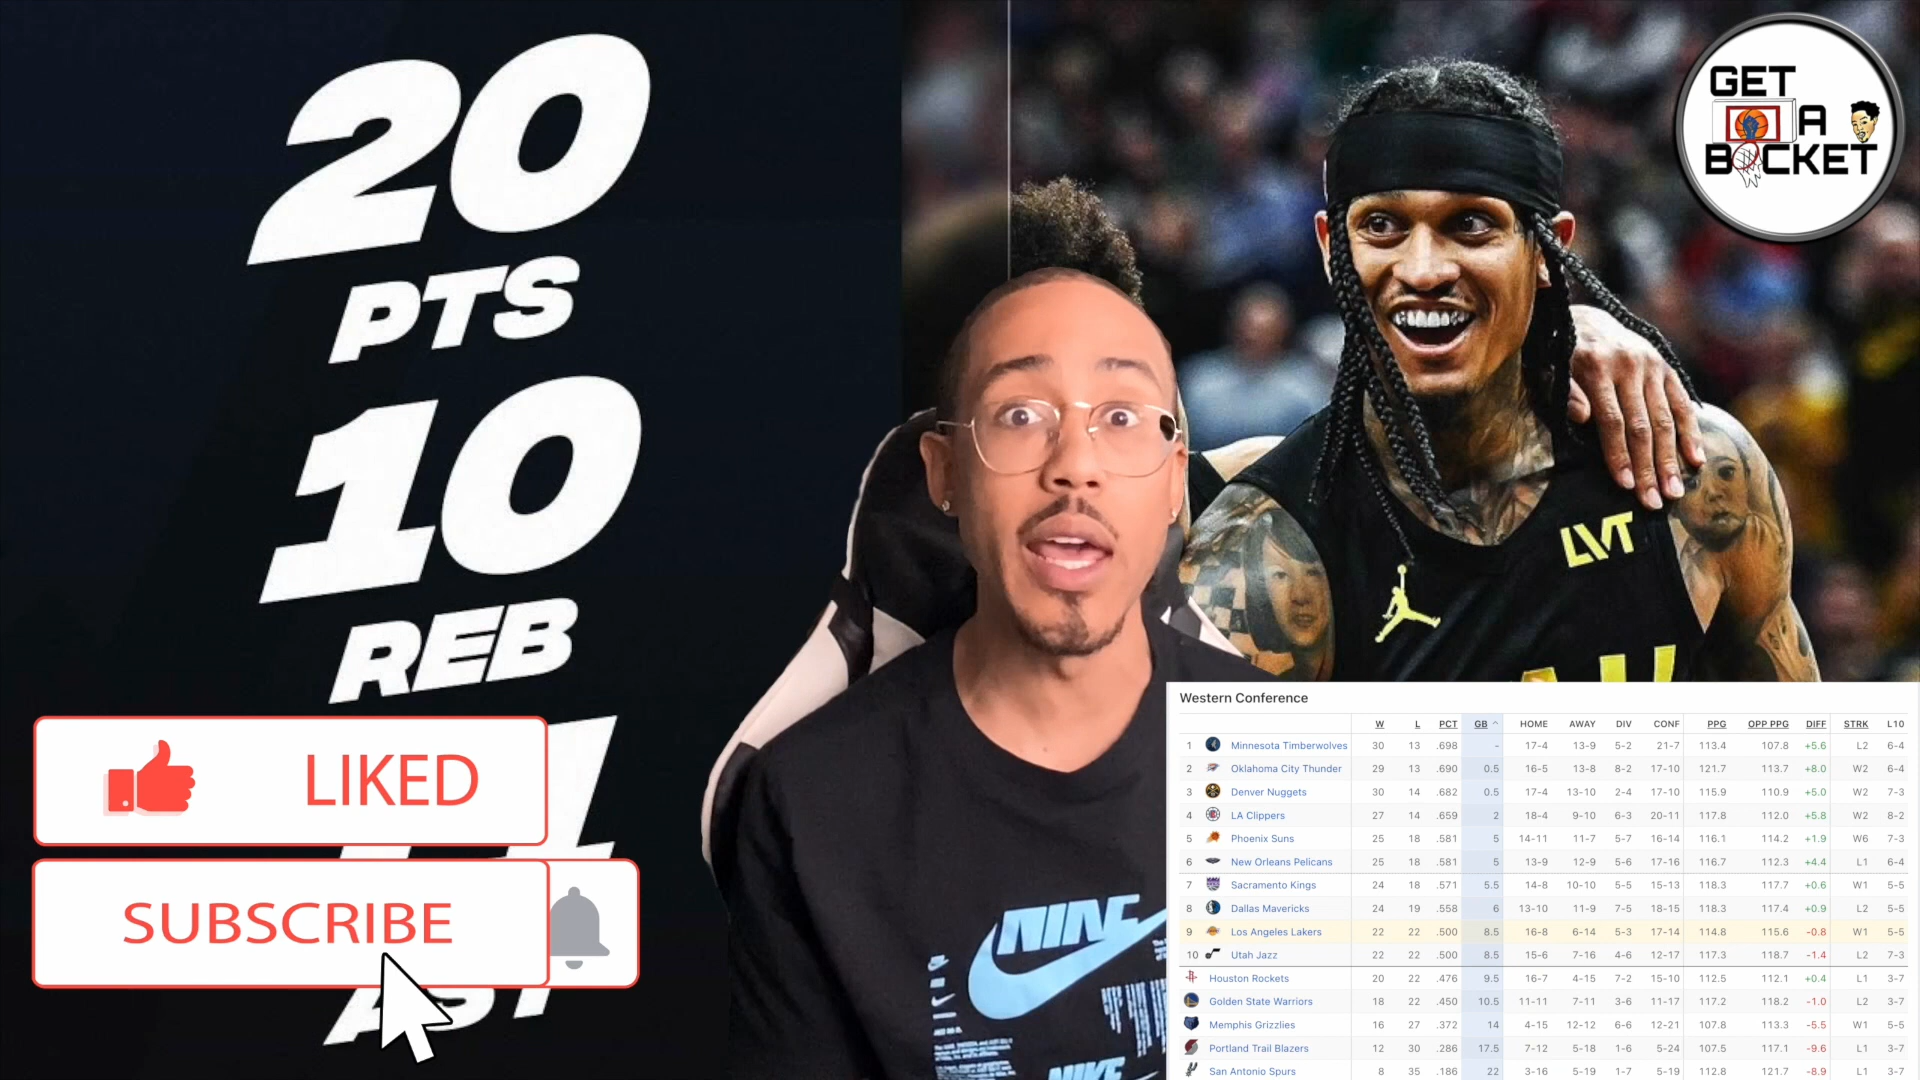 20
PTS
10
REB
11
AST
LIKED
SUBSCRIBE
GET
A
BUCKET
LVT
NIKE
NIKE
Western Conference
W L PCT GB HOME AWAY DIV CONF PPG OPP PPG DIFF STRK L10
1 Minnesota Timberwolves 30 13 .698 - 17-4 13-9 5-2 21-7 113.4 107.8 +5.6 L2 6-4
2 Oklahoma City Thunder 29 13 .690 0.5 16-5 13-8 8-2 17-10 121.7 113.7 +8.0 W2 6-4
3 Denver Nuggets 30 14 .682 0.5 17-4 13-10 2-4 17-10 115.9 110.9 +5.0 W2 7-3
4 LA Clippers 27 14 .659 2 18-4 9-10 6-3 20-11 117.8 112.0 +5.8 W2 8-2
5 Phoenix Suns 25 18 .581 5 14-11 11-7 5-7 16-14 116.1 114.2 +1.9 W6 7-3
6 New Orleans Pelicans 25 18 .581 5 13-9 12-9 5-6 17-16 116.7 112.3 +4.4 L1 6-4
7 Sacramento Kings 24 18 .571 5.5 14-8 10-10 5-5 15-13 118.3 117.7 +0.6 W1 5-5
8 Dallas Mavericks 24 19 .558 6 13-10 11-9 7-5 18-15 118.3 117.4 +0.9 L2 5-5
9 Los Angeles Lakers 22 22 .500 8.5 16-8 6-14 5-3 17-14 114.8 115.6 -0.8 W1 5-5
10 Utah Jazz 22 22 .500 8.5 15-6 7-16 4-6 12-17 117.3 118.7 -1.4 L2 7-3
Houston Rockets 20 22 .476 9.5 16-7 4-15 7-2 15-10 112.5 112.1 +0.4 L1 3-7
Golden State Warriors 18 22 .450 10.5 11-11 7-11 3-6 11-17 117.2 118.2 -1.0 L2 3-7
Memphis Grizzlies 16 27 .372 14 4-15 12-12 6-6 12-21 107.8 113.3 -5.5 W1 5-5
Portland Trail Blazers 12 30 .286 17.5 7-12 5-18 1-6 5-24 107.5 117.1 -9.6 L1 3-7
San Antonio Spurs 8 35 .186 22 3-16 5-19 1-7 5-19 112.8 121.7 -8.9 L1 3-7